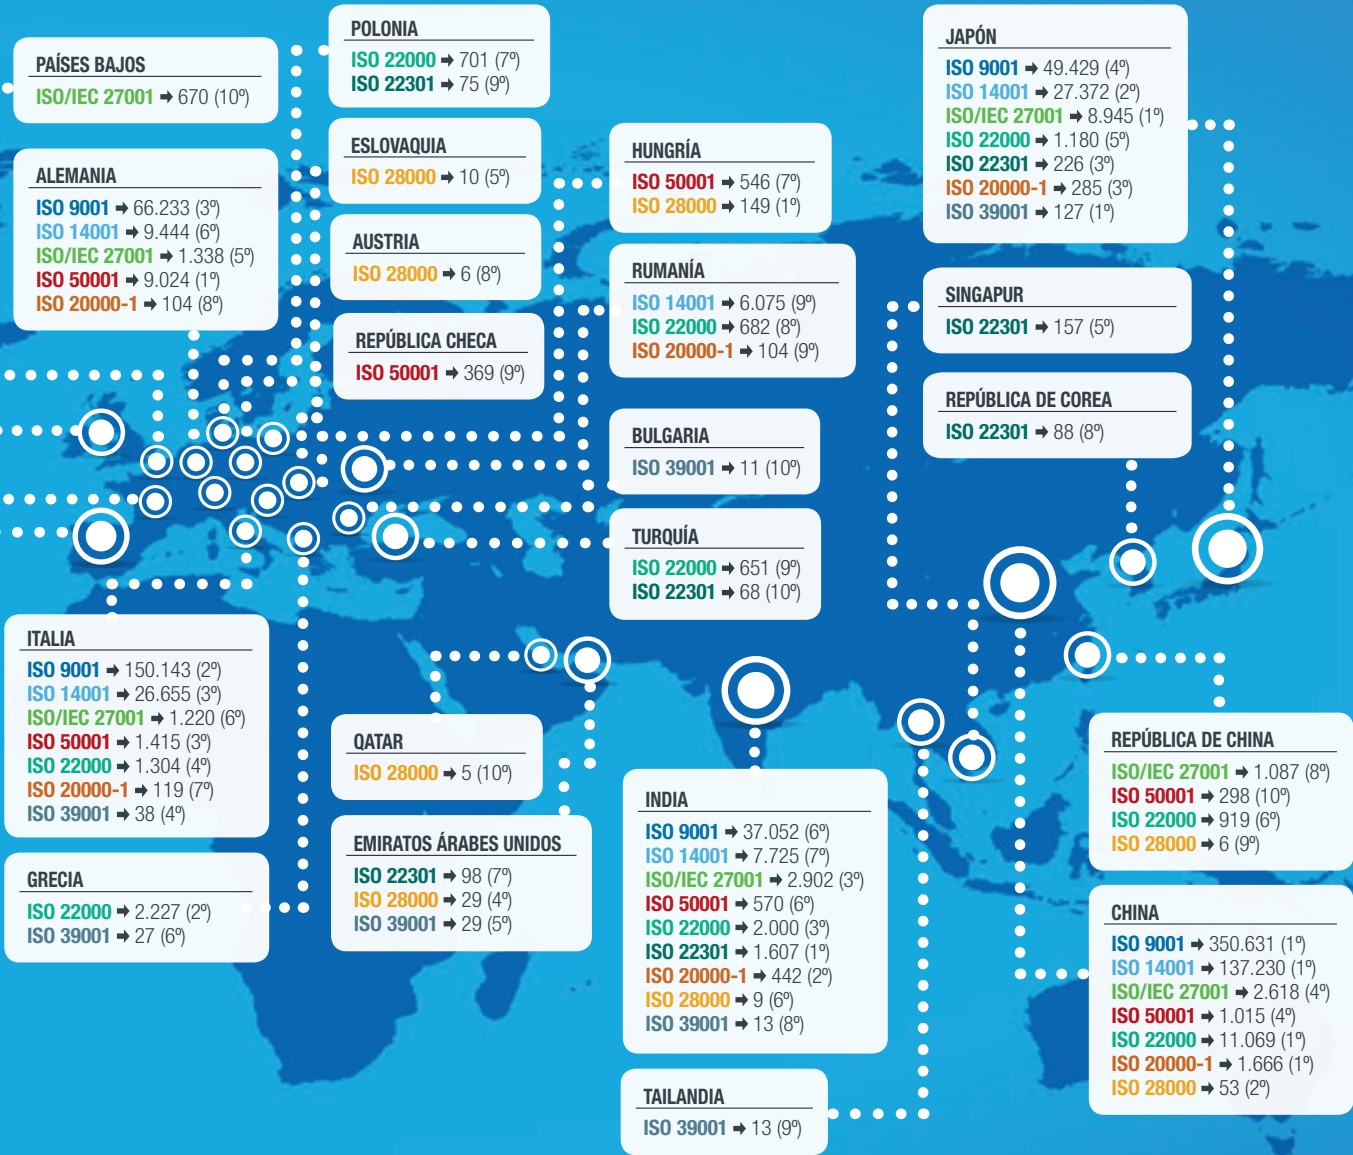 PAÍSES BAJOS
ISO/IEC 27001 ➡ 670 (10º)
ALEMANIA
ISO 9001 ➡ 66.233 (3º)
ISO 14001 ➡ 9.444 (6º)
ISO/IEC 27001 ➡ 1.338 (5º)
ISO 50001 ➡ 9.024 (1º)
ISO 20000-1 ➡ 104 (8º)
POLONIA
ISO 22000 ➡ 701 (7º)
ISO 22301 ➡ 75 (9º)
ESLOVAQUIA
ISO 28000 ➡ 10 (5º)
AUSTRIA
ISO 28000 ➡ 6 (8º)
REPÚBLICA CHECA
ISO 50001 ➡ 369 (9º)
HUNGRÍA
ISO 50001 ➡ 546 (7º)
ISO 28000 ➡ 149 (1º)
RUMANÍA
ISO 14001 ➡ 6.075 (9º)
ISO 22000 ➡ 682 (8º)
ISO 20000-1 ➡ 104 (9º)
BULGARIA
ISO 39001 ➡ 11 (10º)
TURQUÍA
ISO 22000 ➡ 651 (9º)
ISO 22301 ➡ 68 (10º)
JAPÓN
ISO 9001 ➡ 49.429 (4º)
ISO 14001 ➡ 27.372 (2º)
ISO/IEC 27001 ➡ 8.945 (1º)
ISO 22000 ➡ 1.180 (5º)
ISO 22301 ➡ 226 (3º)
ISO 20000-1 ➡ 285 (3º)
ISO 39001 ➡ 127 (1º)
SINGAPUR
ISO 22301 ➡ 157 (5º)
REPÚBLICA DE COREA
ISO 22301 ➡ 88 (8º)
ITALIA
ISO 9001 ➡ 150.143 (2º)
ISO 14001 ➡ 26.655 (3º)
ISO/IEC 27001 ➡ 1.220 (6º)
ISO 50001 ➡ 1.415 (3º)
ISO 22000 ➡ 1.304 (4º)
ISO 20000-1 ➡ 119 (7º)
ISO 39001 ➡ 38 (4º)
GRECIA
ISO 22000 ➡ 2.227 (2º)
ISO 39001 ➡ 27 (6º)
QATAR
ISO 28000 ➡ 5 (10º)
EMIRATOS ÁRABES UNIDOS
ISO 22301 ➡ 98 (7º)
ISO 28000 ➡ 29 (4º)
ISO 39001 ➡ 29 (5º)
INDIA
ISO 9001 ➡ 37.052 (6º)
ISO 14001 ➡ 7.725 (7º)
ISO/IEC 27001 ➡ 2.902 (3º)
ISO 50001 ➡ 570 (6º)
ISO 22000 ➡ 2.000 (3º)
ISO 22301 ➡ 1.607 (1º)
ISO 20000-1 ➡ 442 (2º)
ISO 28000 ➡ 9 (6º)
ISO 39001 ➡ 13 (8º)
TAILANDIA
ISO 39001 ➡ 13 (9º)
REPÚBLICA DE CHINA
ISO/IEC 27001 ➡ 1.087 (8º)
ISO 50001 ➡ 298 (10º)
ISO 22000 ➡ 919 (6º)
ISO 28000 ➡ 6 (9º)
CHINA
ISO 9001 ➡ 350.631 (1º)
ISO 14001 ➡ 137.230 (1º)
ISO/IEC 27001 ➡ 2.618 (4º)
ISO 50001 ➡ 1.015 (4º)
ISO 22000 ➡ 11.069 (1º)
ISO 20000-1 ➡ 1.666 (1º)
ISO 28000 ➡ 53 (2º)